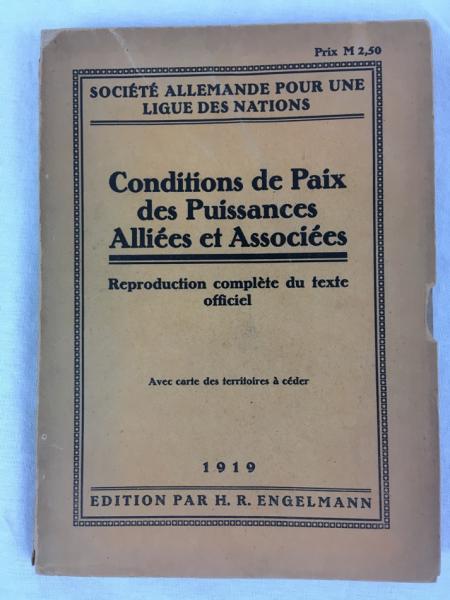 Prix M 2,50
SOCIÉTÉ ALLEMANDE POUR UNE
LIGUE DES NATIONS
Conditions de Paix
des Puissances
Alliées et Associées
Reproduction complète du texte
officiel
Avec carte des territoires à céder
1919
EDITION PAR H. R. ENGELMANN